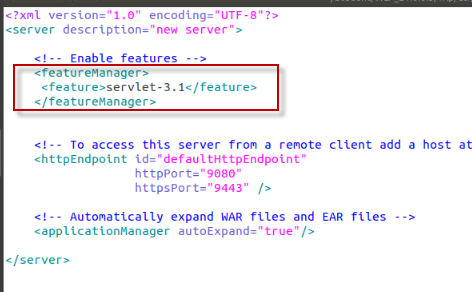 <?xml version="1.0" encoding="UTF-8"?>
<server description="new server">
<!-- Enable features -->
<featureManager>
<feature>servlet-3.1</feature>
</featureManager>
<!-- To access this server from a remote client add a host at
<httpEndpoint id="defaultHttpEndpoint"
httpPort="9080"
httpsPort="9443" />
<!-- Automatically expand WAR files and EAR files -->
<applicationManager autoExpand="true"/>
</server>